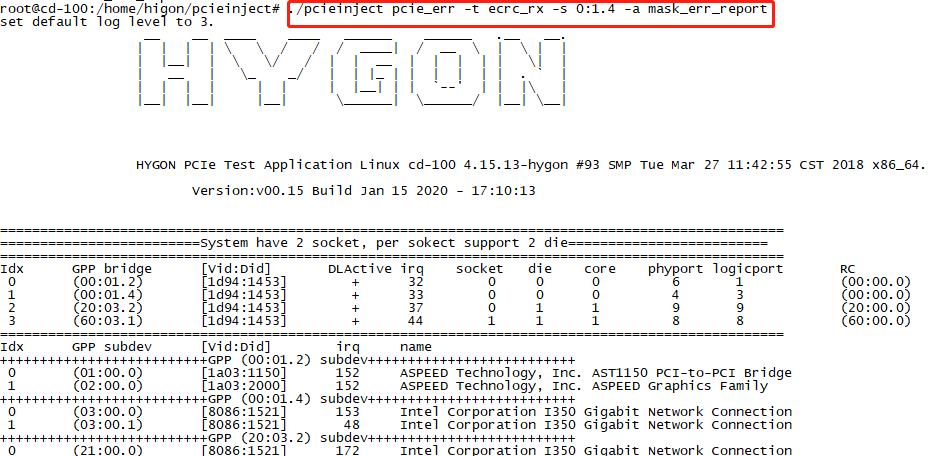 root@cd-100:/home/higon/pcieinject# ./pcieinject pcie_err -t ecrc_rx -s 0:1.4 -a mask_err_report
set default log level to 3.
HYGON
HYGON PCIe Test Application Linux cd-100 4.15.13-hygon #93 SMP Tue Mar 27 11:42:55 CST 2018 x86_64.
Version:v00.15 Build Jan 15 2020 - 17:10:13
=========================System have 2 socket, per sokect support 2 die=========================
Idx GPP bridge [Vid:Did] DLActive irq socket die core phyport logicport RC
0 (00:01.2) [1d94:1453] + 32 0 0 0 6 1 (00:00.0)
1 (00:01.4) [1d94:1453] + 33 0 0 0 4 3 (00:00.0)
2 (20:03.2) [1d94:1453] + 37 0 1 1 9 9 (20:00.0)
3 (60:03.1) [1d94:1453] + 44 1 1 1 8 8 (60:00.0)
Idx GPP subdev [Vid:Did] irq name
++++++++++++++++++++++++++GPP (00:01.2) subdev++++++++++++++++++++++++++
0 (01:00.0) [1a03:1150] 152 ASPEED Technology, Inc. AST1150 PCI-to-PCI Bridge
1 (02:00.0) [1a03:2000] 152 ASPEED Technology, Inc. ASPEED Graphics Family
++++++++++++++++++++++++++GPP (00:01.4) subdev++++++++++++++++++++++++++
0 (03:00.0) [8086:1521] 153 Intel Corporation I350 Gigabit Network Connection
1 (03:00.1) [8086:1521] 48 Intel Corporation I350 Gigabit Network Connection
++++++++++++++++++++++++++GPP (20:03.2) subdev++++++++++++++++++++++++++
0 (21:00.0) [8086:1521] 172 Intel Corporation I350 Gigabit Network Connection